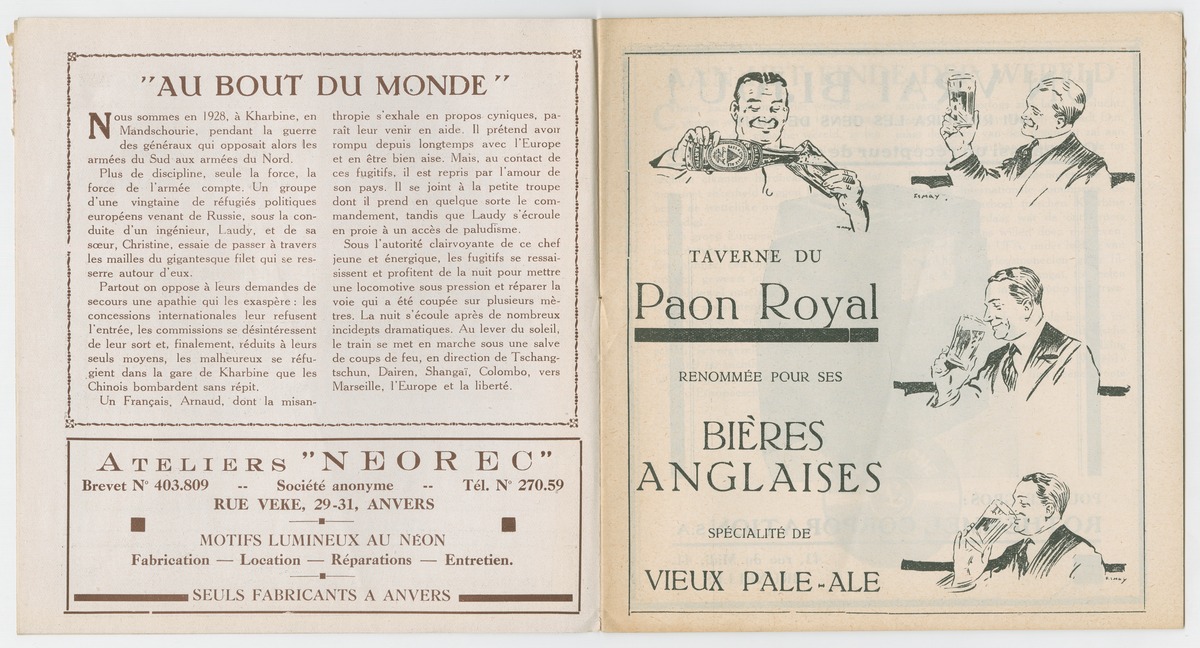 "AU BOUT DU MONDE"
Nous sommes en 1928, à Kharbine, en
Mandschourie, pendant la guerre
des généraux qui opposait alors les
armées du Sud aux armées du Nord.
Plus de discipline, seule la force, la
force de l'armée compte. Un groupe
d'une vingtaine de réfugiés politiques
européens venant de Russie, sous la con-
duite d'un ingénieur, Laudy, et de sa
sœur, Christine, essaie de passer à travers
les mailles du gigantesque filet qui se res-
serre autour d'eux.
Partout on oppose à leurs demandes de
secours une apathie qui les exaspère : les
concessions internationales leur refusent
l'entrée, les commissions se désintéressent
de leur sort et, finalement, réduits à leurs
seuls moyens, les malheureux se réfu-
gient dans la gare de Kharbine que les
Chinois bombardent sans répit.
Un Français, Arnaud, dont la misan-
thropie s'exhale en propos cyniques, pa-
raît leur venir en aide. Il prétend avoir
rompu depuis longtemps avec l'Europe
et en être bien aise. Mais, au contact de
ces fugitifs, il est repris par l'amour de
son pays. Il se joint à la petite troupe
dont il prend en quelque sorte le com-
mandement, tandis que Laudy s'écroule
en proie à un accès de paludisme.
Sous l'autorité clairvoyante de ce chef
jeune et énergique, les fugitifs se ressai-
sissent et profitent de la nuit pour mettre
une locomotive sous pression et réparer la
voie qui a été coupée sur plusieurs mè-
tres. La nuit s'écoule après de nombreux
incidepts dramatiques. Au lever du soleil,
le train se met en marche sous une salve
de coups de feu, en direction de Tschang-
tschun, Dairen, Shangaï, Colombo, vers
Marseille, l'Europe et la liberté.
ATELIERS "NEOREC"
Brevet N° 403.809 -- Société anonyme -- Tél. N° 270.59
RUE VEKE, 29-31, ANVERS
MOTIFS LUMINEUX AU NÉON
Fabrication — Location — Réparations — Entretien.
SEULS FABRICANTS A ANVERS
TAVERNE DU
Paon Royal
RENOMMÉE POUR SES
BIÈRES
ANGLAISES
SPÉCIALITÉ DE
VIEUX PALE-ALE